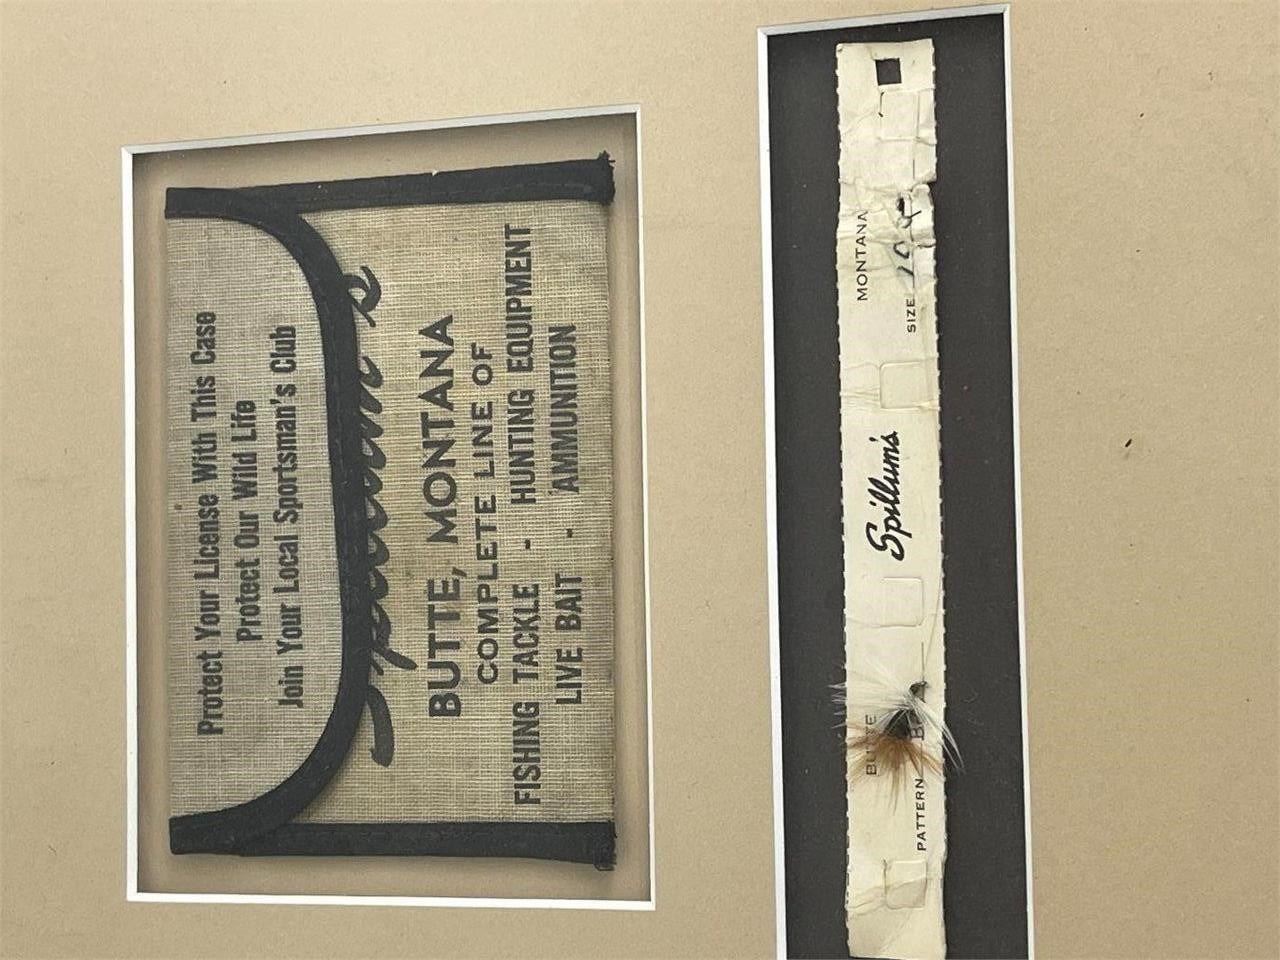 Protect Your License With This Case
Protect Our Wild Life
Join Your Local Sportsman's Club
Spillum's
BUTTE, MONTANA
COMPLETE LINE OF
FISHING TACKLE - HUNTING EQUIPMENT
LIVE BAIT - AMMUNITION
BUTTE Spillum's MONTANA
PATTERN SIZE